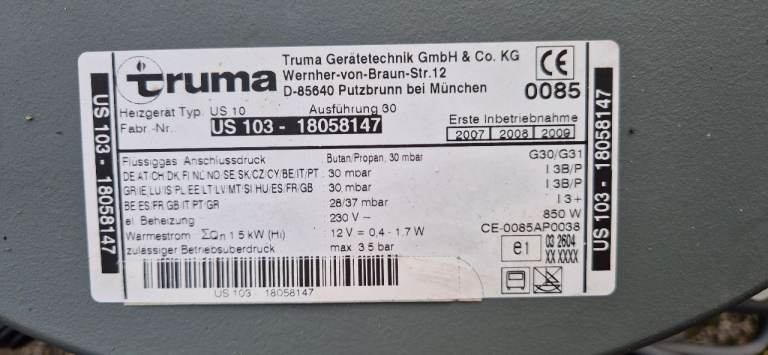 truma
Truma Gerätetechnik GmbH & Co. KG
Wernher-von-Braun-Str.12
D-85640 Putzbrunn bei München
CE
0085
Heizgerät Typ: US 10 Ausführung 30
Fabr.-Nr. US 103 - 18058147
Erste Inbetriebnahme
2007 2008 2009
Flüssiggas Anschlussdruck Butan/Propan, 30 mbar G30/G31
DE AT CH DK FI NL NO SE SK CZ CY BE IT PT : 30 mbar I 3B/P
GR IE LU IS PL EE LT LV MT SI HU ES FR GB : 30 mbar I 3B/P
BE ES FR GB IT PT GR : 28/37 mbar I 3+
el. Beheizung : 230 V ~ 850 W
Wärmestrom ΣQn 1.5 kW (Hi) : 12 V = 0,4 - 1.7 W CE-0085AP0038
zulässiger Betriebsüberdruck max. 3.5 bar
e1 03 2604
XX XXXX
US 103 - 18058147
US 103 - 18058147
US 103 - 18058147